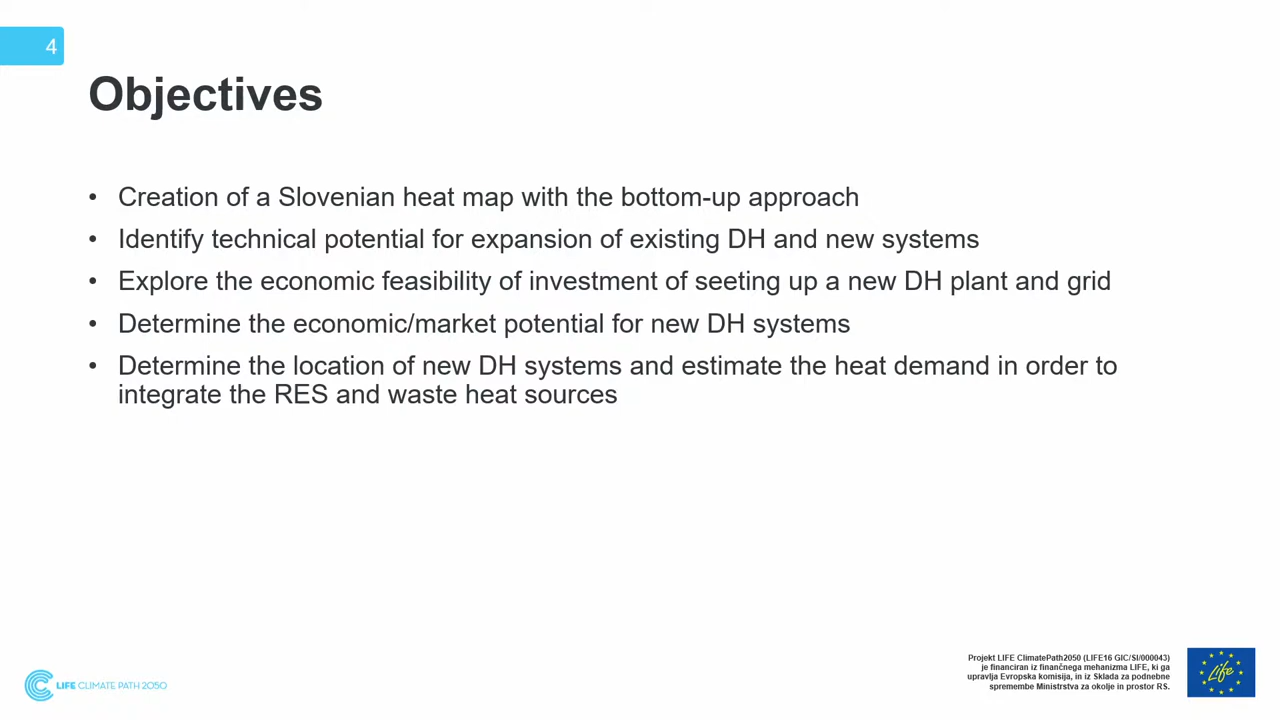 4
Objectives
• Creation of a Slovenian heat map with the bottom-up approach
• Identify technical potential for expansion of existing DH and new systems
• Explore the economic feasibility of investment of seeting up a new DH plant and grid
• Determine the economic/market potential for new DH systems
• Determine the location of new DH systems and estimate the heat demand in order to
integrate the RES and waste heat sources
LIFE CLIMATE PATH 2050
Projekt LIFE ClimatePath2050 (LIFE16 GIC/SI/000043)
je financiran iz finančnega mehanizma LIFE, ki ga
upravlja Evropska komisija, in iz Sklada za podnebne
spremembe Ministrstva za okolje in prostor RS.
Life